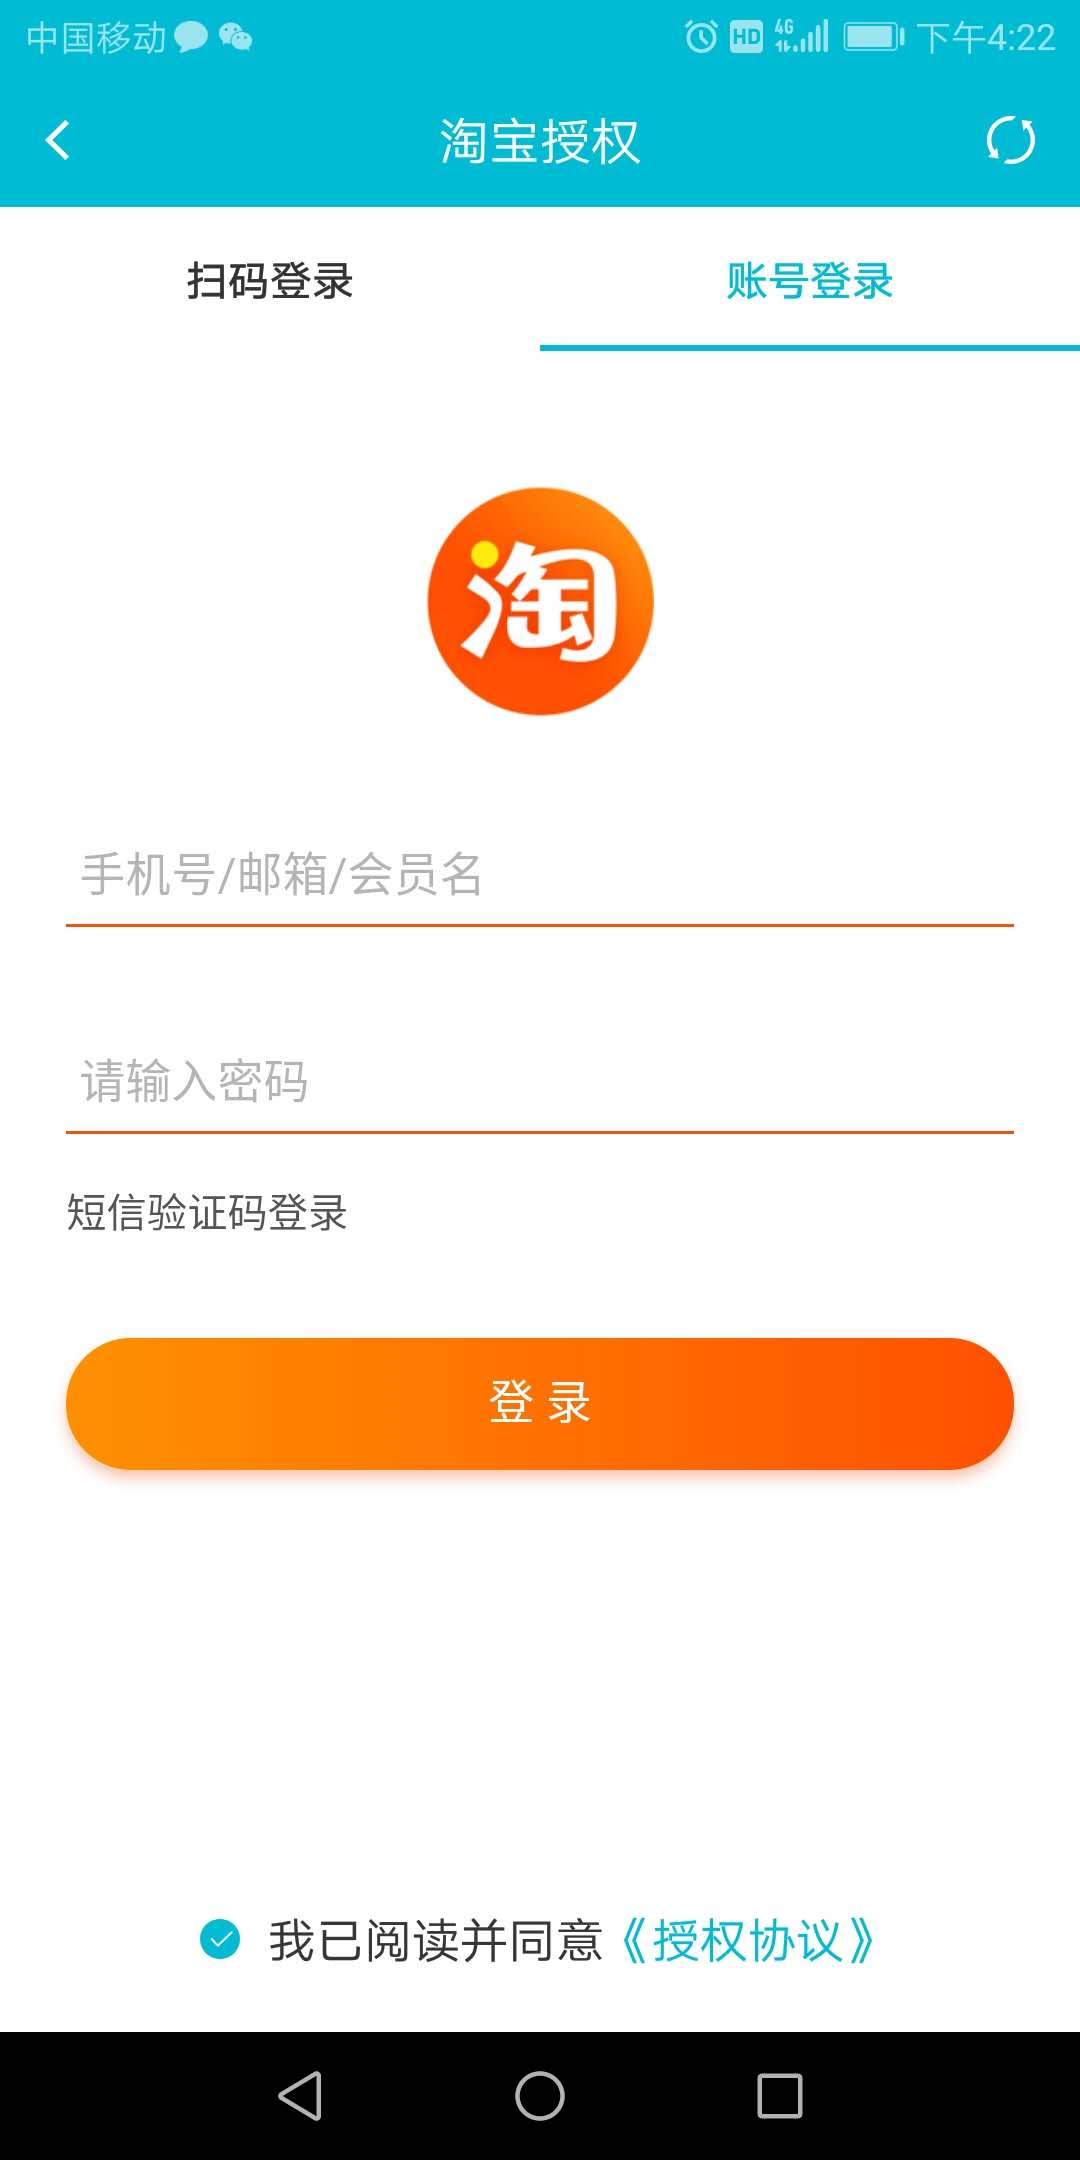 中国移动 HD 4G 下午4:22
淘宝授权
扫码登录 账号登录
淘
手机号/邮箱/会员名
请输入密码
短信验证码登录
登 录
我已阅读并同意《授权协议》